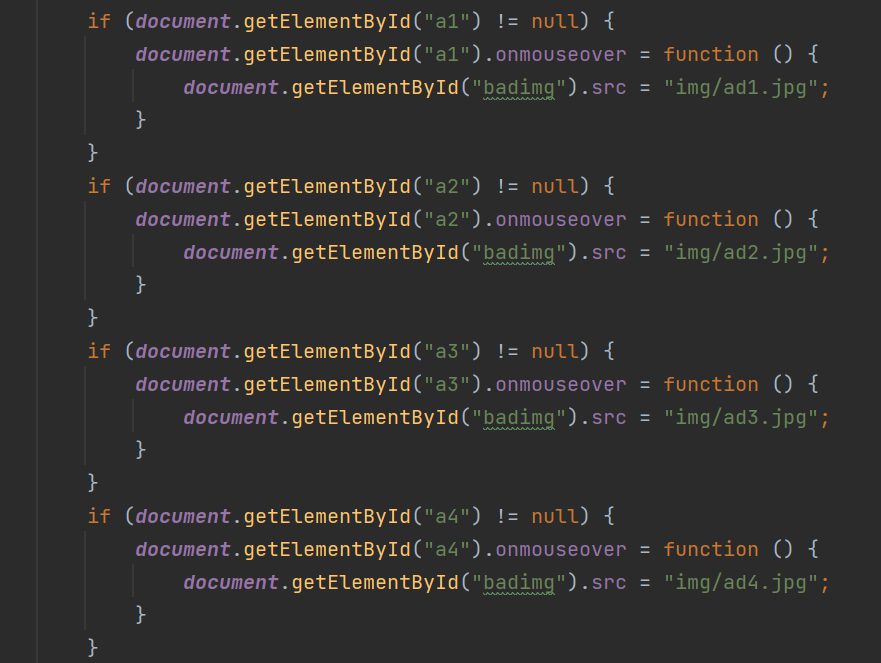 if (document.getElementById("a1") != null) {
document.getElementById("a1").onmouseover = function () {
document.getElementById("badimg").src = "img/ad1.jpg";
}
}
if (document.getElementById("a2") != null) {
document.getElementById("a2").onmouseover = function () {
document.getElementById("badimg").src = "img/ad2.jpg";
}
}
if (document.getElementById("a3") != null) {
document.getElementById("a3").onmouseover = function () {
document.getElementById("badimg").src = "img/ad3.jpg";
}
}
if (document.getElementById("a4") != null) {
document.getElementById("a4").onmouseover = function () {
document.getElementById("badimg").src = "img/ad4.jpg";
}
}